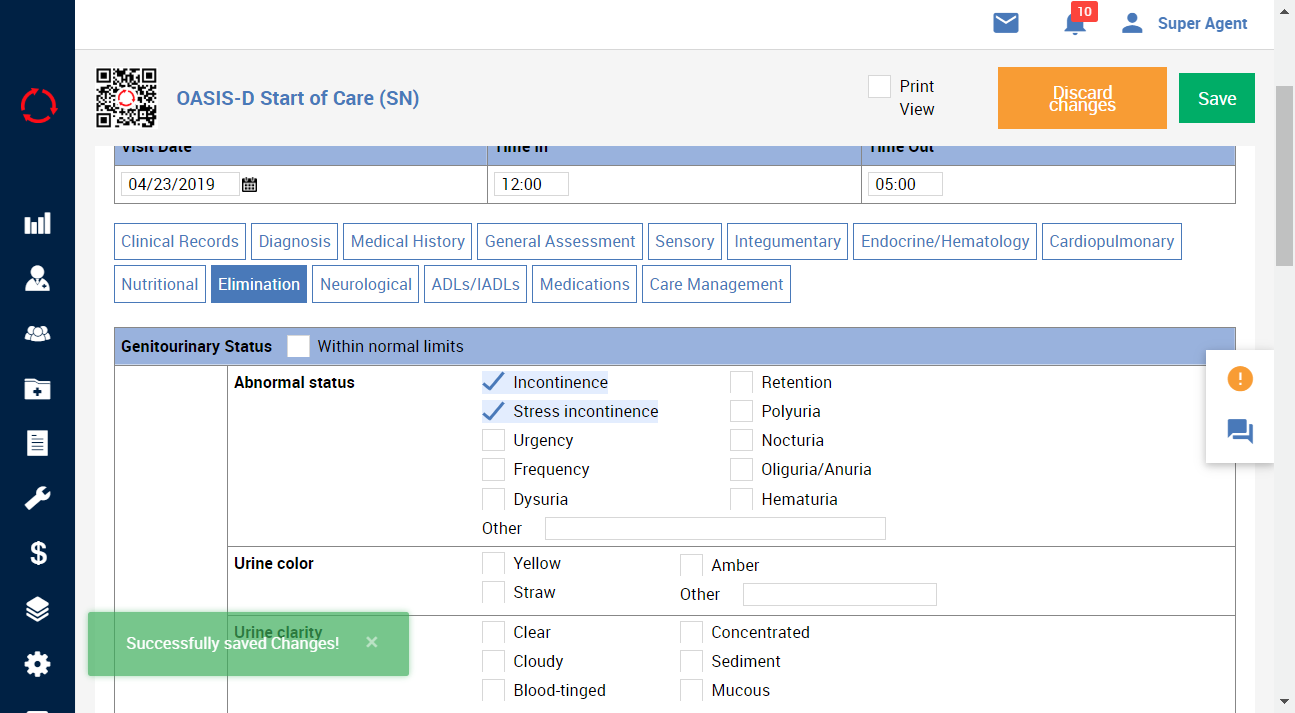 10
Super Agent
OASIS-D Start of Care (SN)
Print
View
Discard
changes
Save
Visit Date Time In Time Out
04/23/2019 12:00 05:00
Clinical Records Diagnosis Medical History General Assessment Sensory Integumentary Endocrine/Hematology Cardiopulmonary
Nutritional Elimination Neurological ADLs/IADLs Medications Care Management
Genitourinary Status Within normal limits
Abnormal status Incontinence Retention
Stress incontinence Polyuria
Urgency Nocturia
Frequency Oliguria/Anuria
Dysuria Hematuria
Other
Urine color Yellow Amber
Straw Other
Urine clarity Clear Concentrated
Successfully saved Changes! ×
Cloudy Sediment
Blood-tinged Mucous